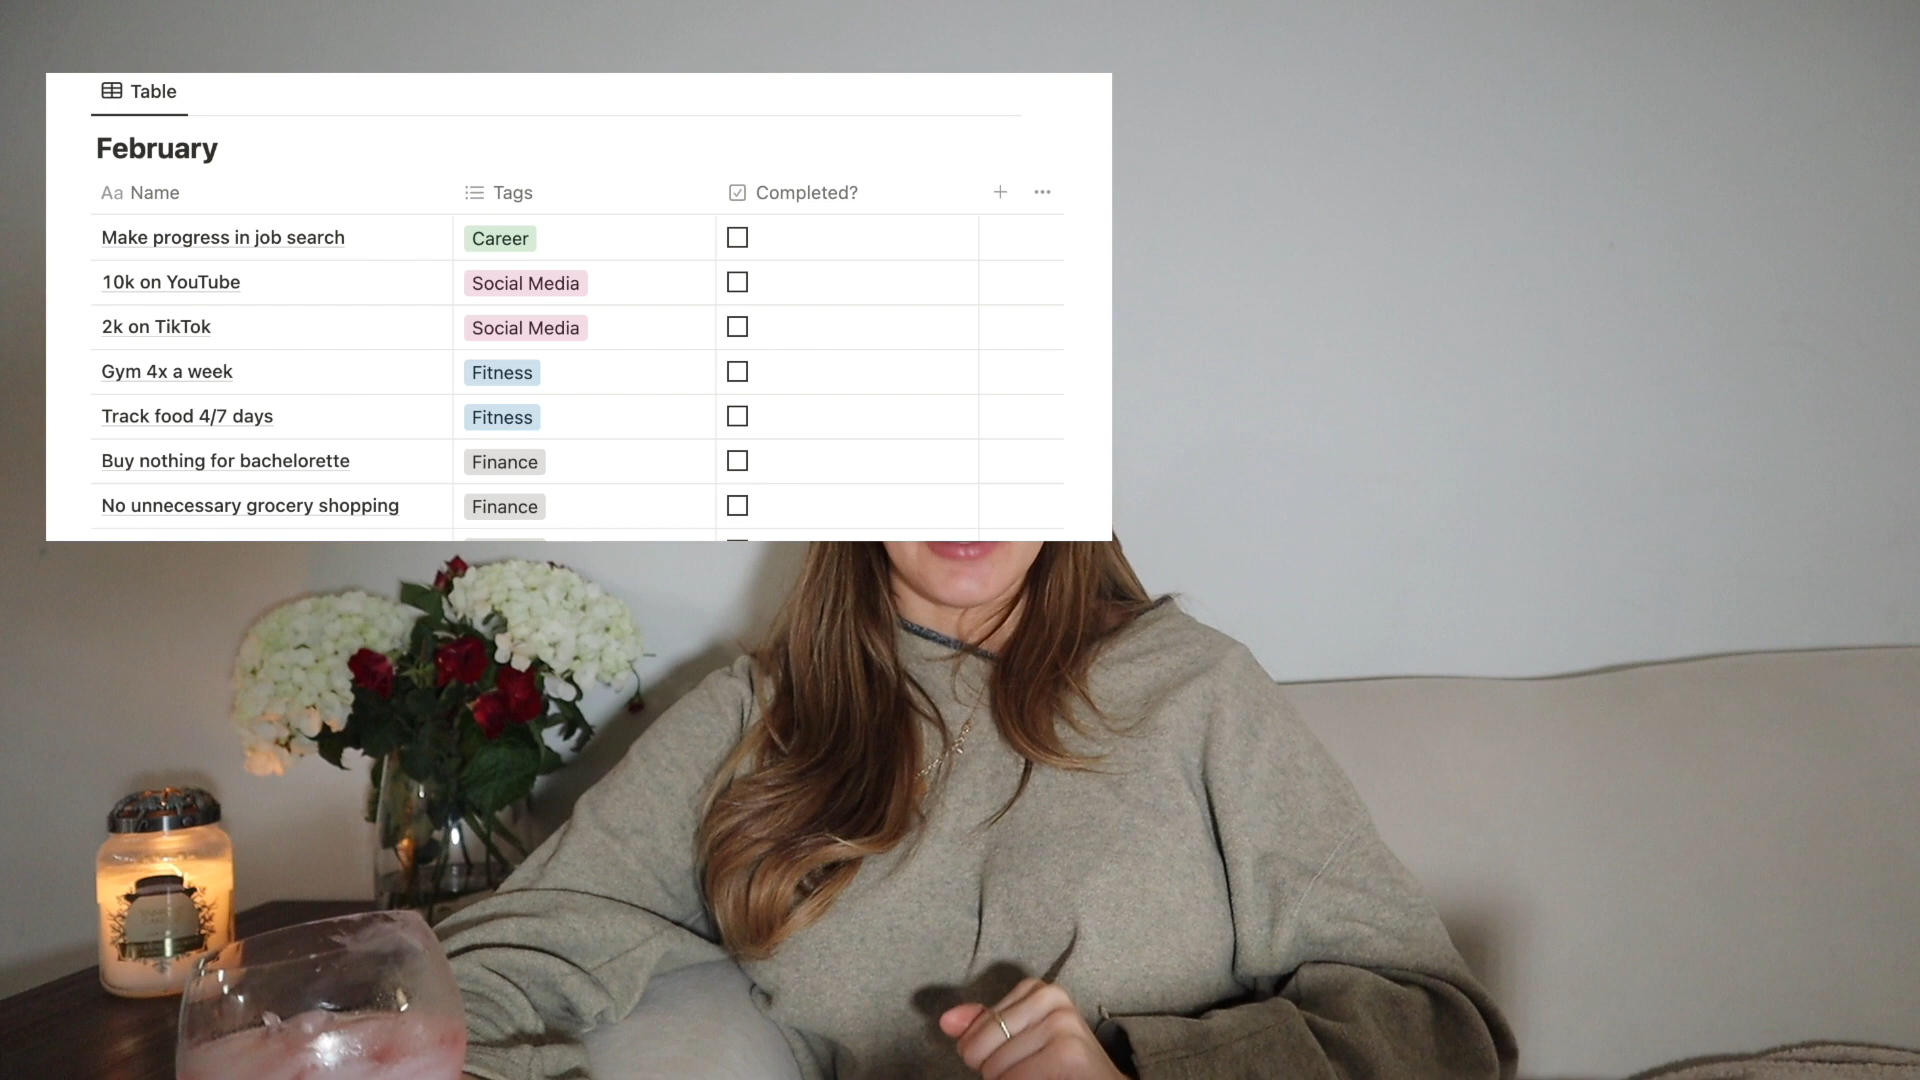 Table
February
Aa Name Tags Completed?
Make progress in job search Career
10k on YouTube Social Media
2k on TikTok Social Media
Gym 4x a week Fitness
Track food 4/7 days Fitness
Buy nothing for bachelorette Finance
No unnecessary grocery shopping Finance